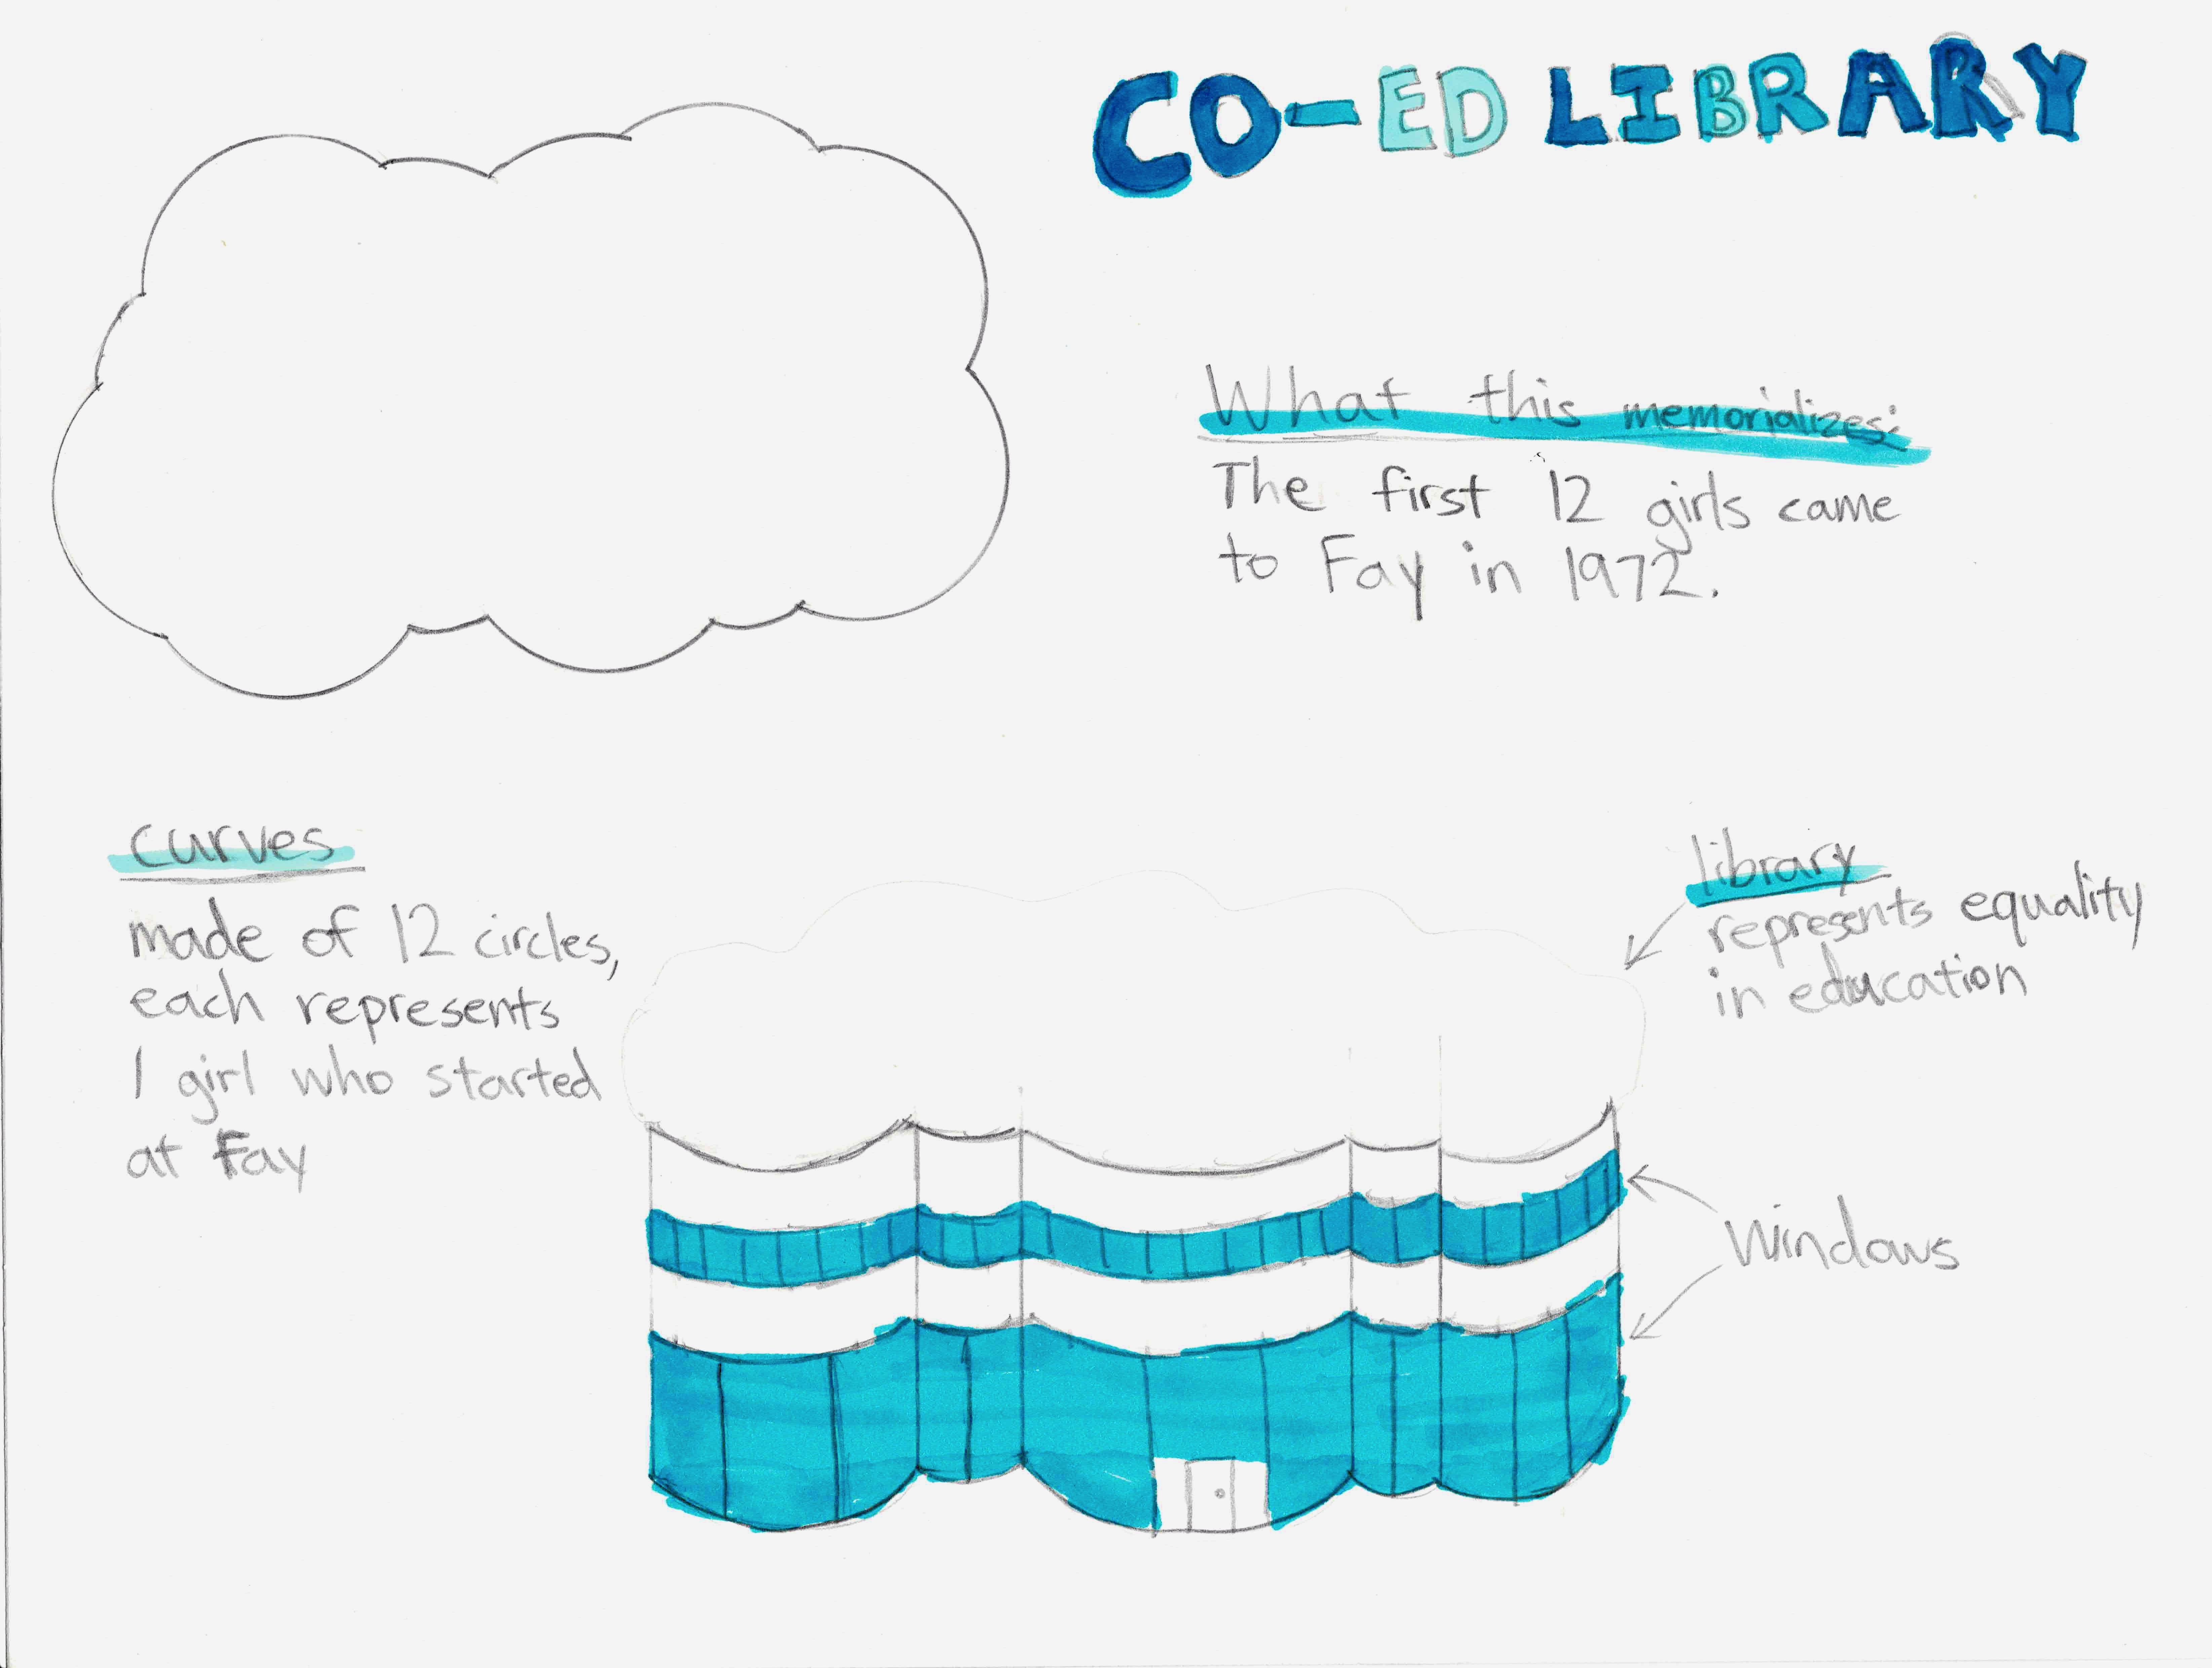 CO-ED LIBRARY
What this memorializes:
The first 12 girls came
to Fay in 1972.
curves
made of 12 circles,
each represents
1 girl who started
at Fay
library
represents equality
in education
Windows